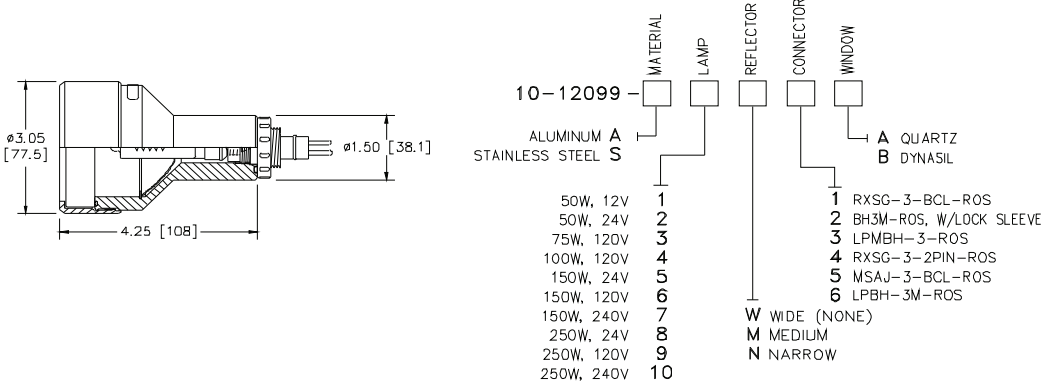 MATERIAL
LAMP
REFLECTOR
CONNECTOR
WINDOW
10-12099-
ALUMINUM A
STAINLESS STEEL S
A QUARTZ
B DYNASIL
ø3.05
[77.5]
ø1.50 [38.1]
4.25 [108]
50W, 12V 1
50W, 24V 2
75W, 120V 3
100W, 120V 4
150W, 24V 5
150W, 120V 6
150W, 240V 7
250W, 24V 8
250W, 120V 9
250W, 240V 10
W WIDE (NONE)
M MEDIUM
N NARROW
1 RXSG-3-BCL-ROS
2 BH3M-ROS, W/LOCK SLEEVE
3 LPMBH-3-ROS
4 RXSG-3-2PIN-ROS
5 MSAJ-3-BCL-ROS
6 LPBH-3M-ROS